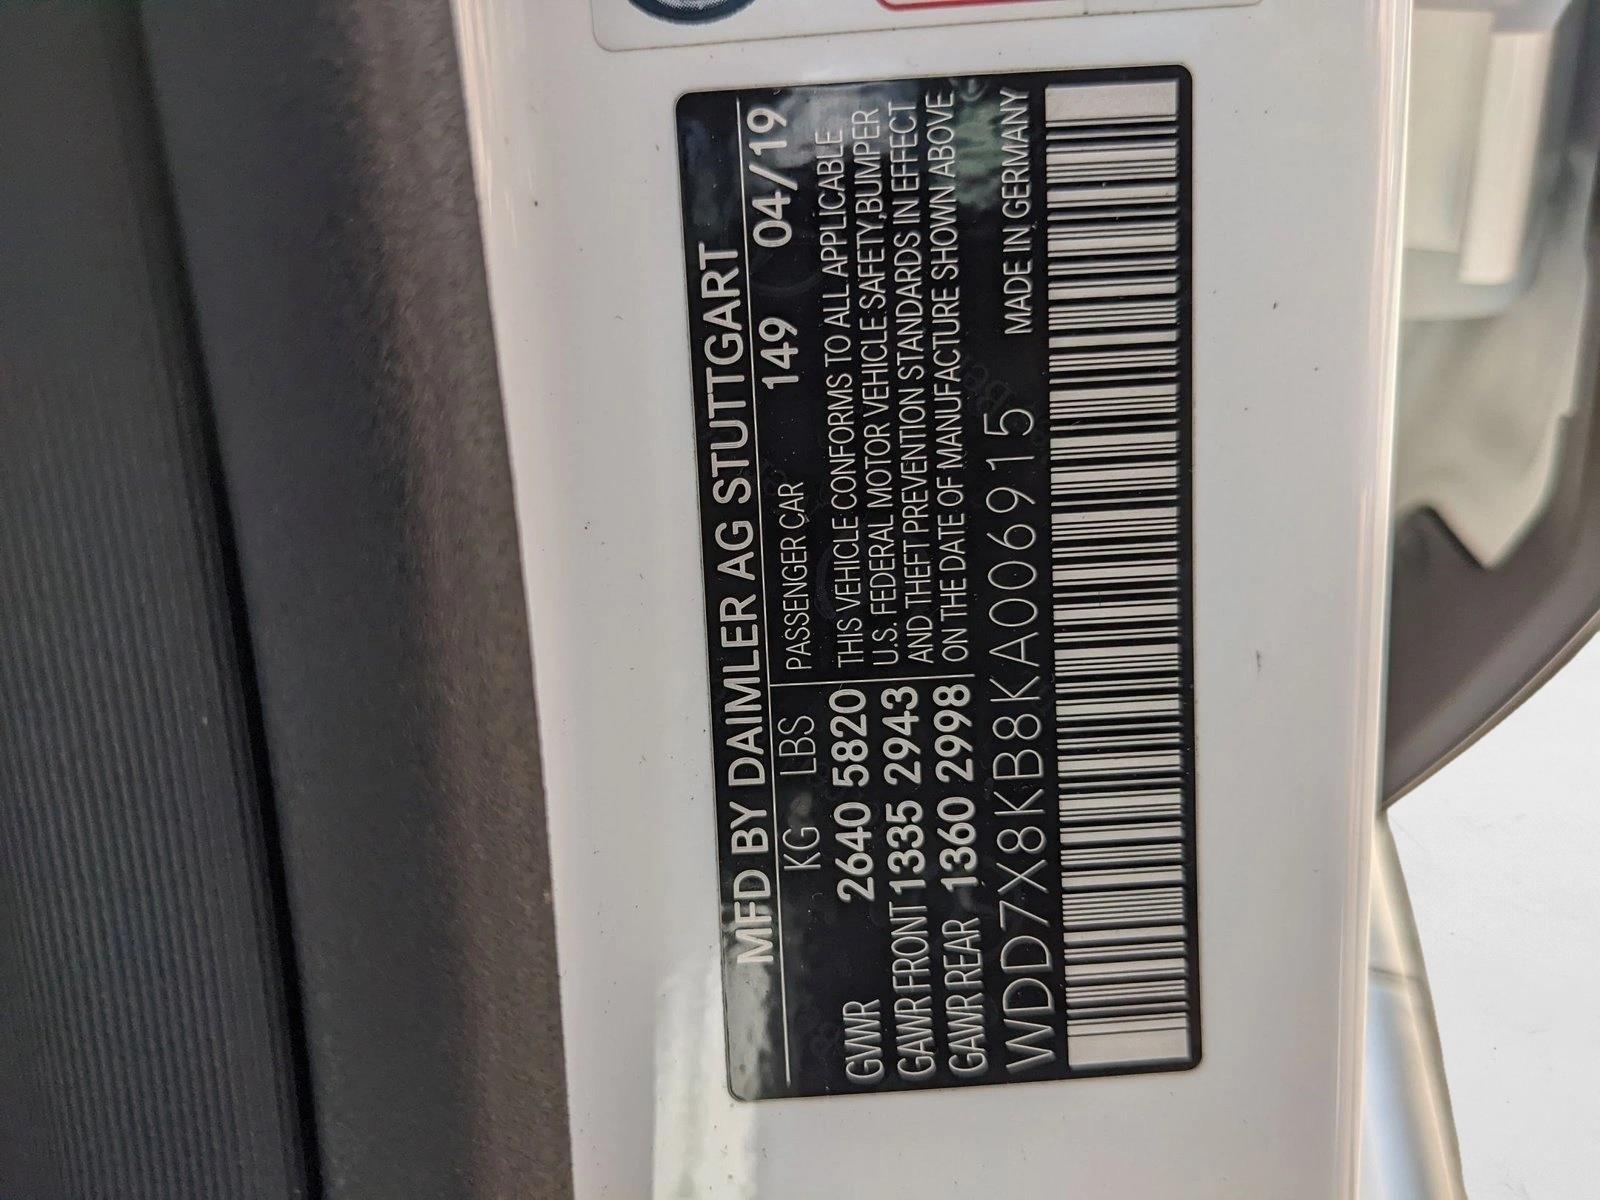 MFD BY DAIMLER AG STUTTGART
KG LBS
PASSENGER CAR 149 04/19
GVWR 2640 5820
GAWR FRONT 1335 2943
GAWR REAR 1360 2998
THIS VEHICLE CONFORMS TO ALL APPLICABLE
U.S. FEDERAL MOTOR VEHICLE SAFETY,BUMPER
AND THEFT PREVENTION STANDARDS IN EFFECT
ON THE DATE OF MANUFACTURE SHOWN ABOVE.
WDD7X8KB8KA006915 MADE IN GERMANY